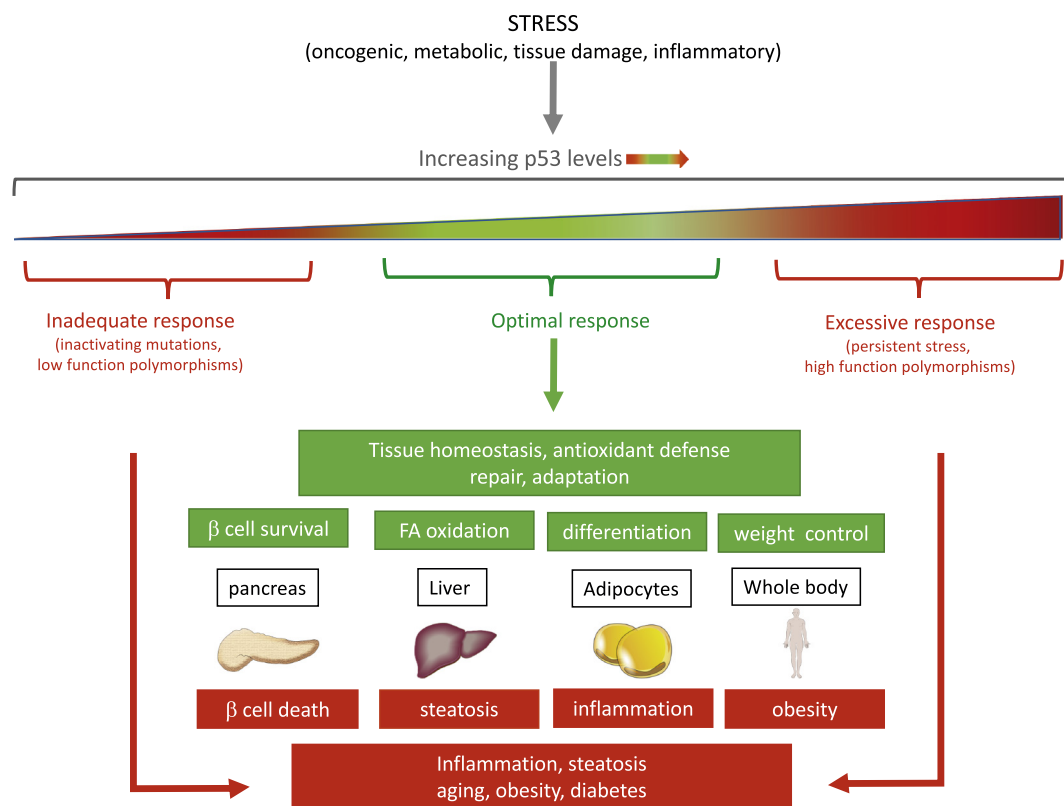 STRESS
(oncogenic, metabolic, tissue damage, inflammatory)
Increasing p53 levels
Inadequate response
(inactivating mutations,
low function polymorphisms)
Optimal response
Excessive response
(persistent stress,
high function polymorphisms)
Tissue homeostasis, antioxidant defense
repair, adaptation
β cell survival
FA oxidation
differentiation
weight control
pancreas
Liver
Adipocytes
Whole body
β cell death
steatosis
inflammation
obesity
Inflammation, steatosis
aging, obesity, diabetes